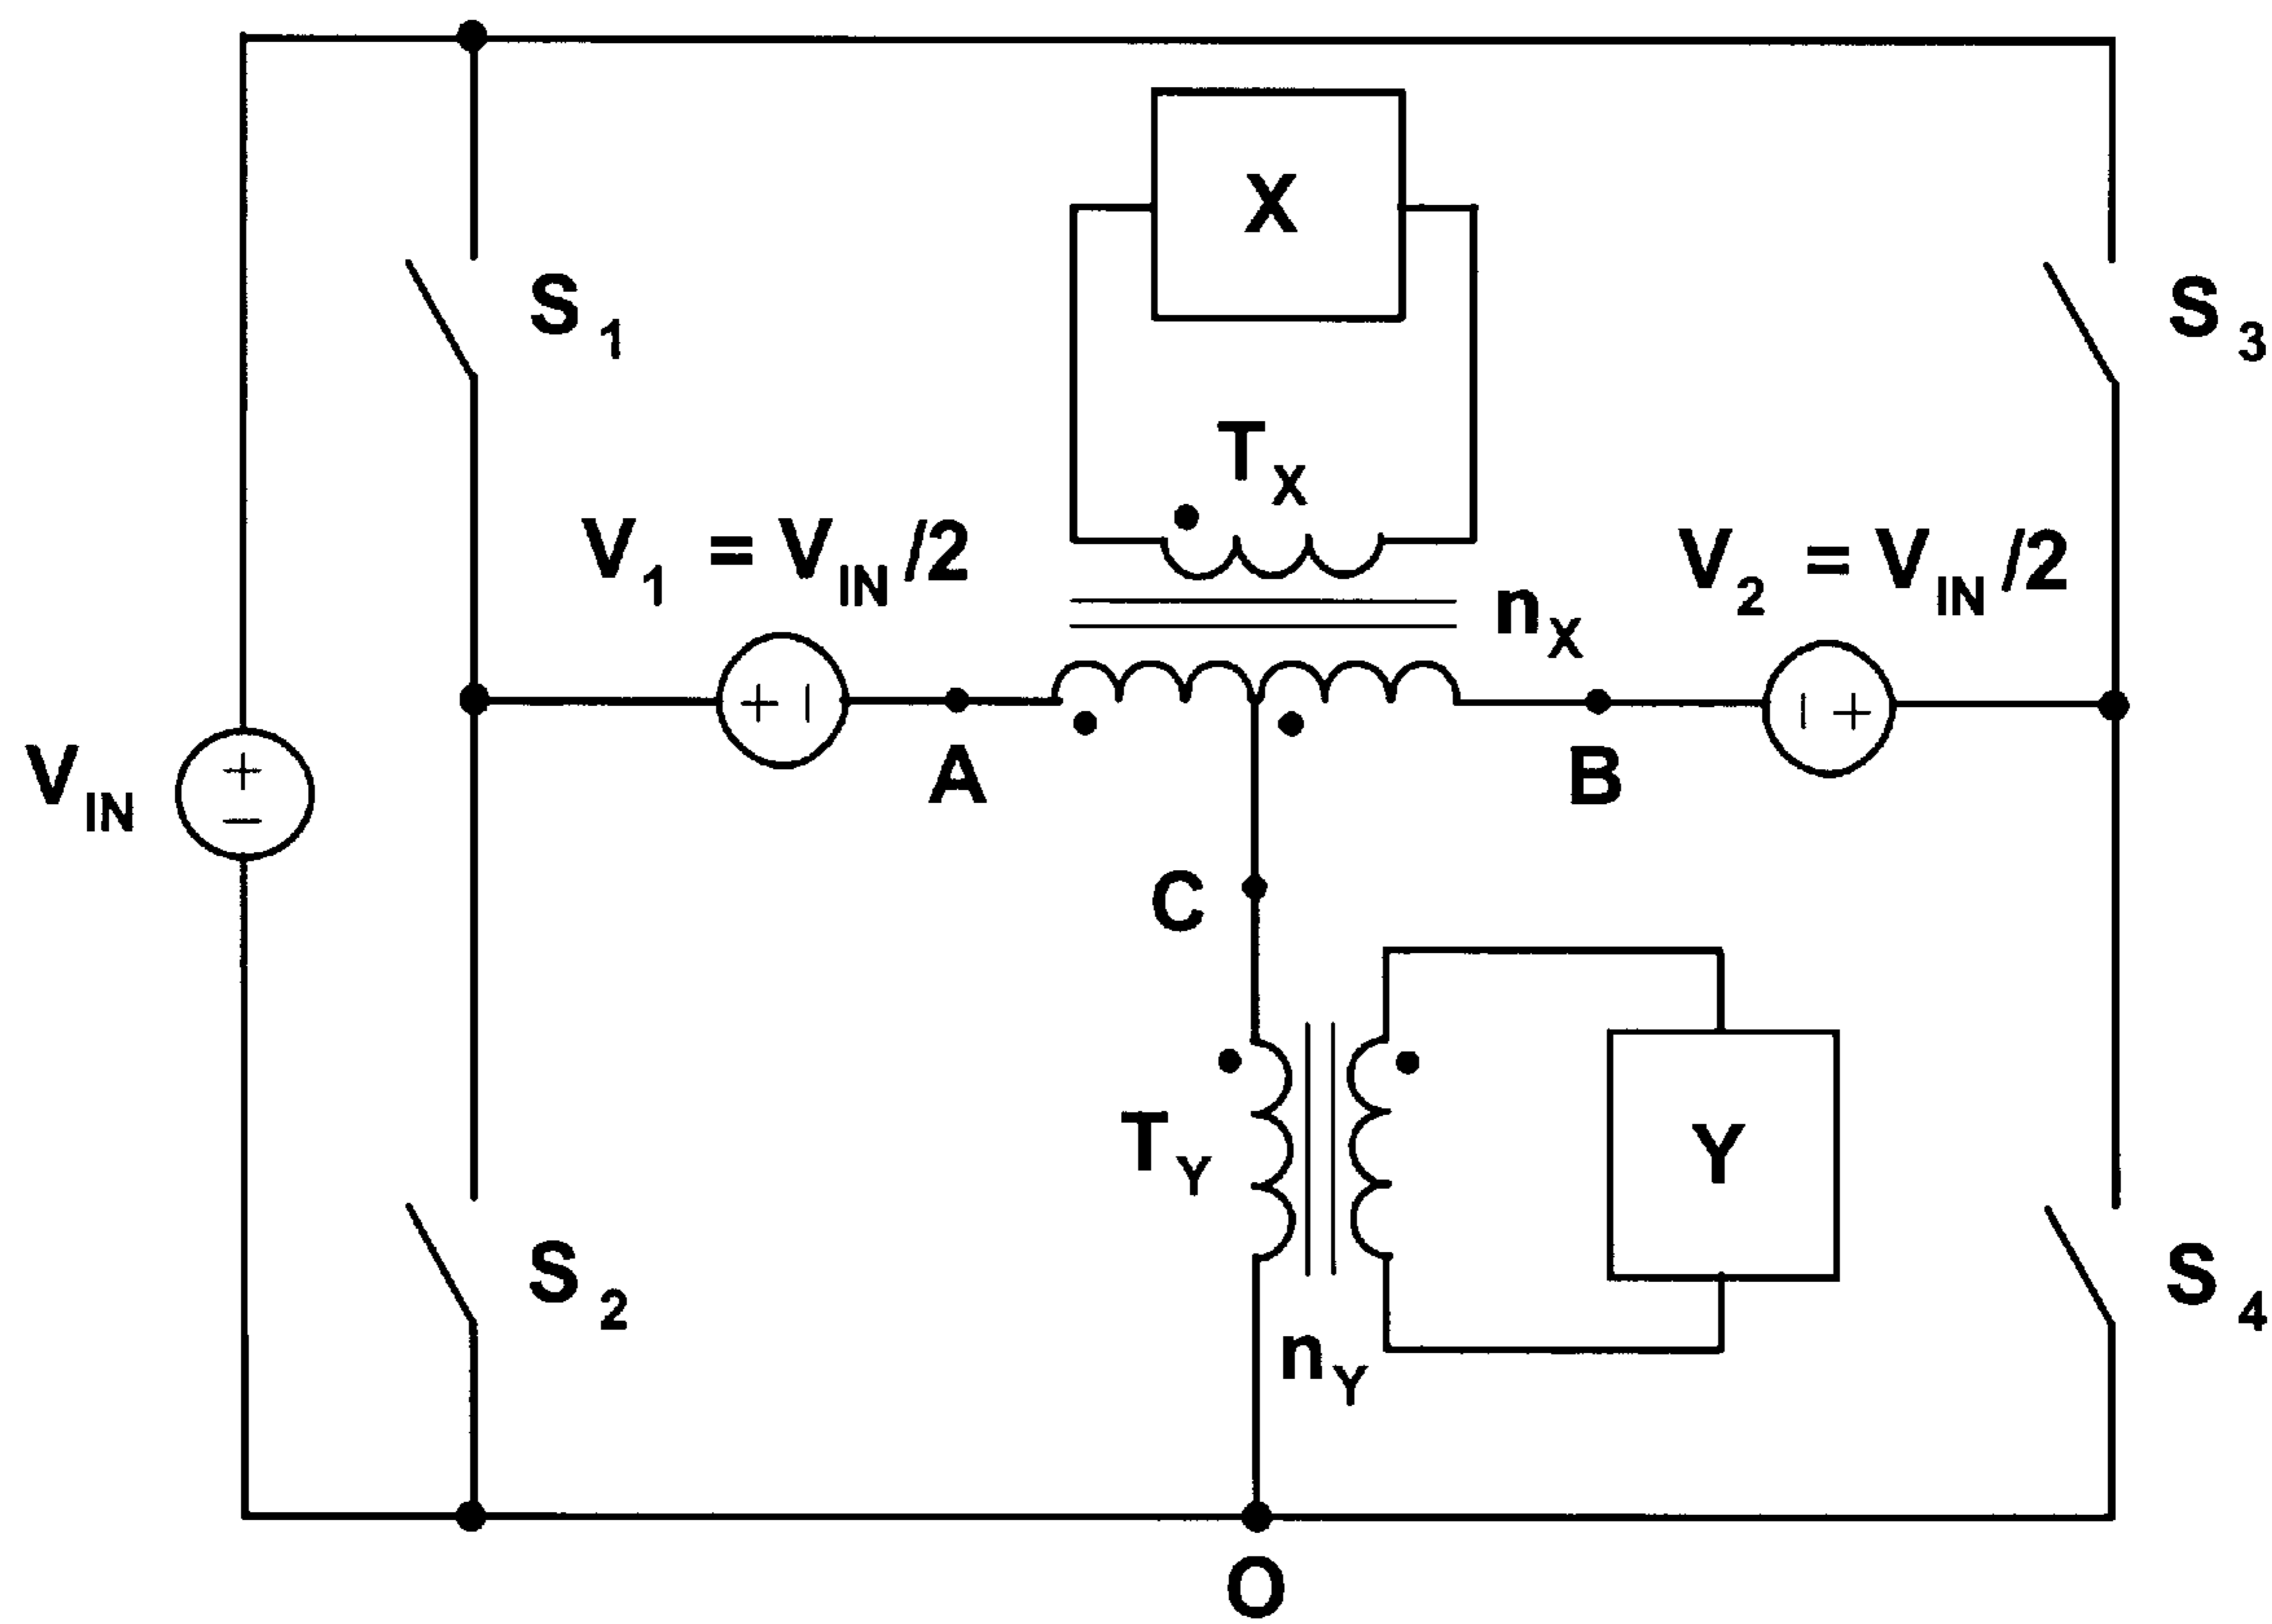 X
S1
S3
TX
V1 = VIN/2
V2 = VIN/2
nX
VIN
+
−
+ −
− +
A
B
C
TY
Y
S2
S4
nY
O